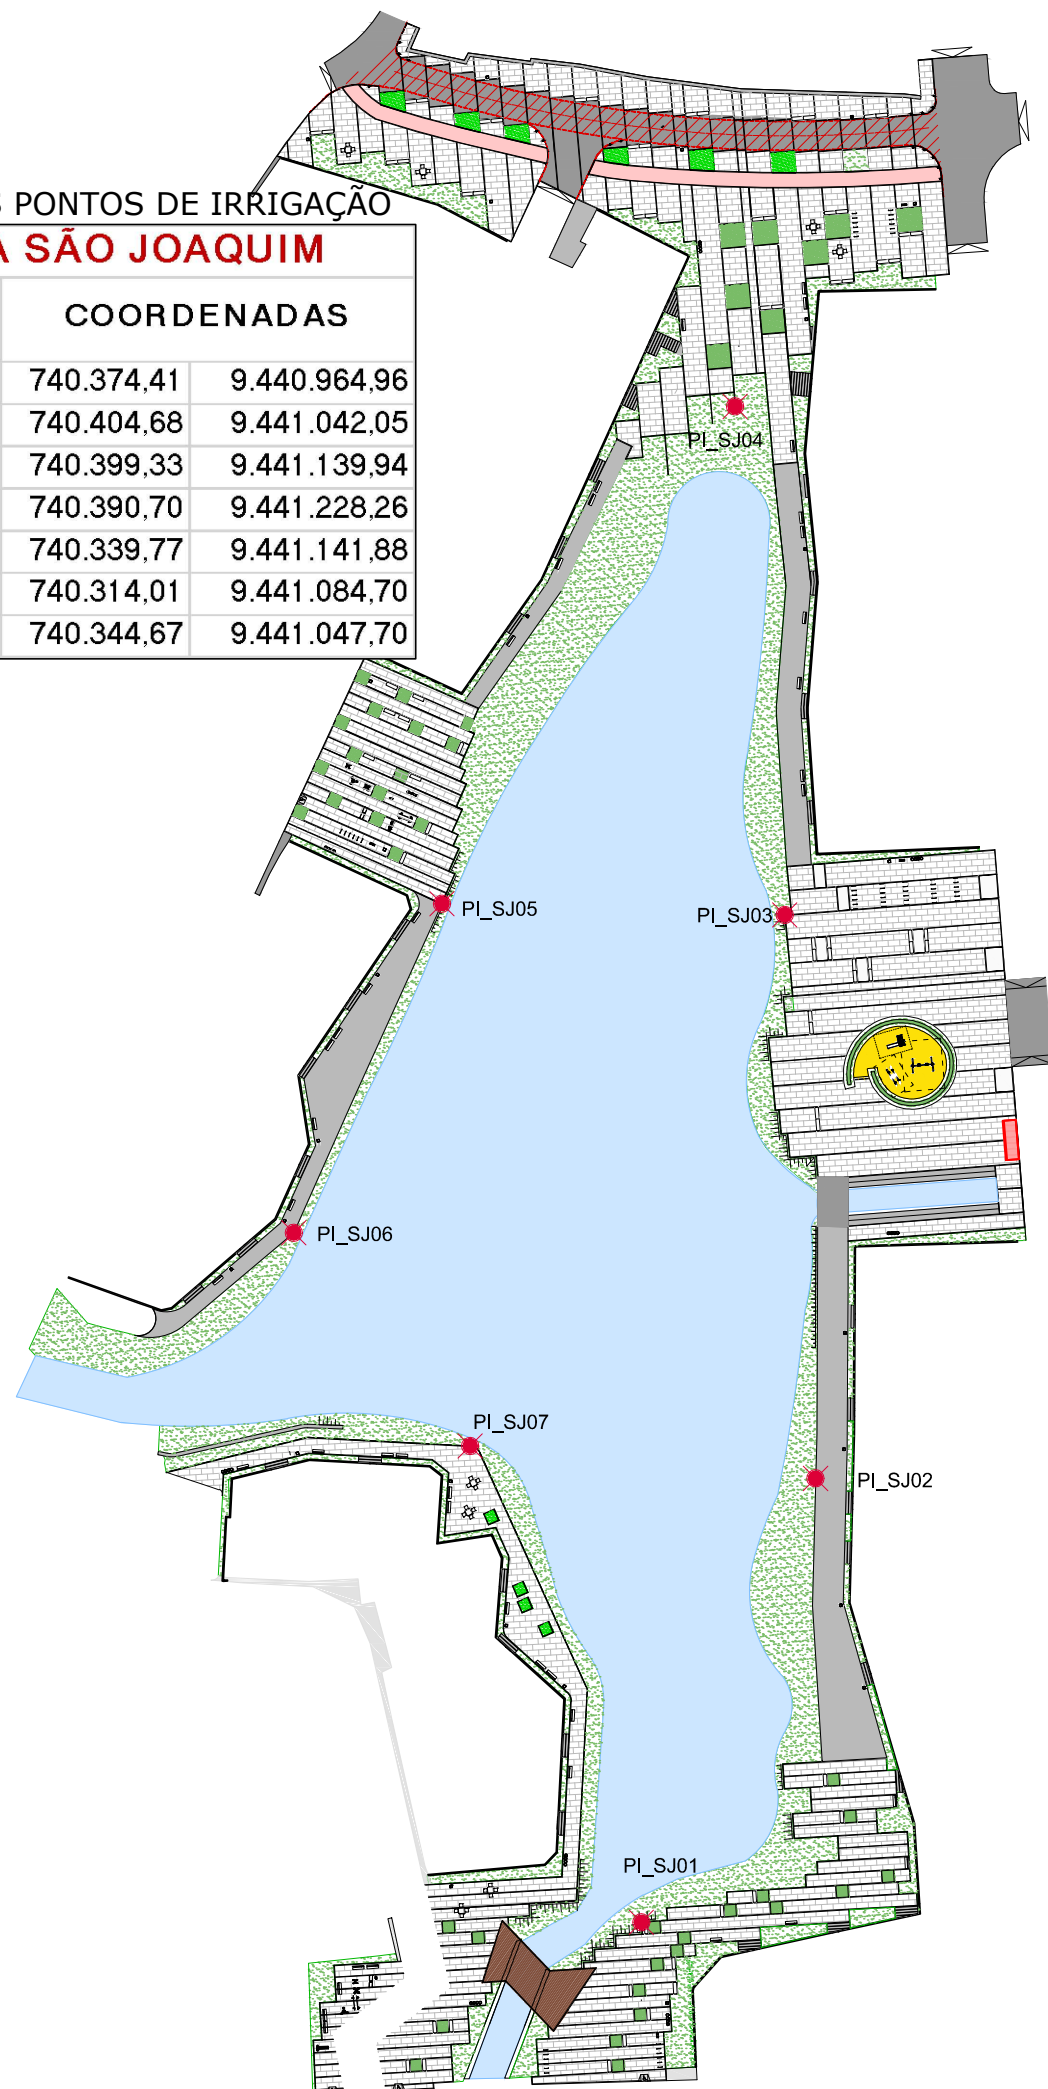 PONTOS DE IRRIGAÇÃO
SÃO JOAQUIM
COORDENADAS
740.374,41 9.440.964,96
740.404,68 9.441.042,05
740.399,33 9.441.139,94
740.390,70 9.441.228,26
740.339,77 9.441.141,88
740.314,01 9.441.084,70
740.344,67 9.441.047,70
PI_SJ04
PI_SJ05
PI_SJ03
PI_SJ06
PI_SJ07
PI_SJ02
PI_SJ01